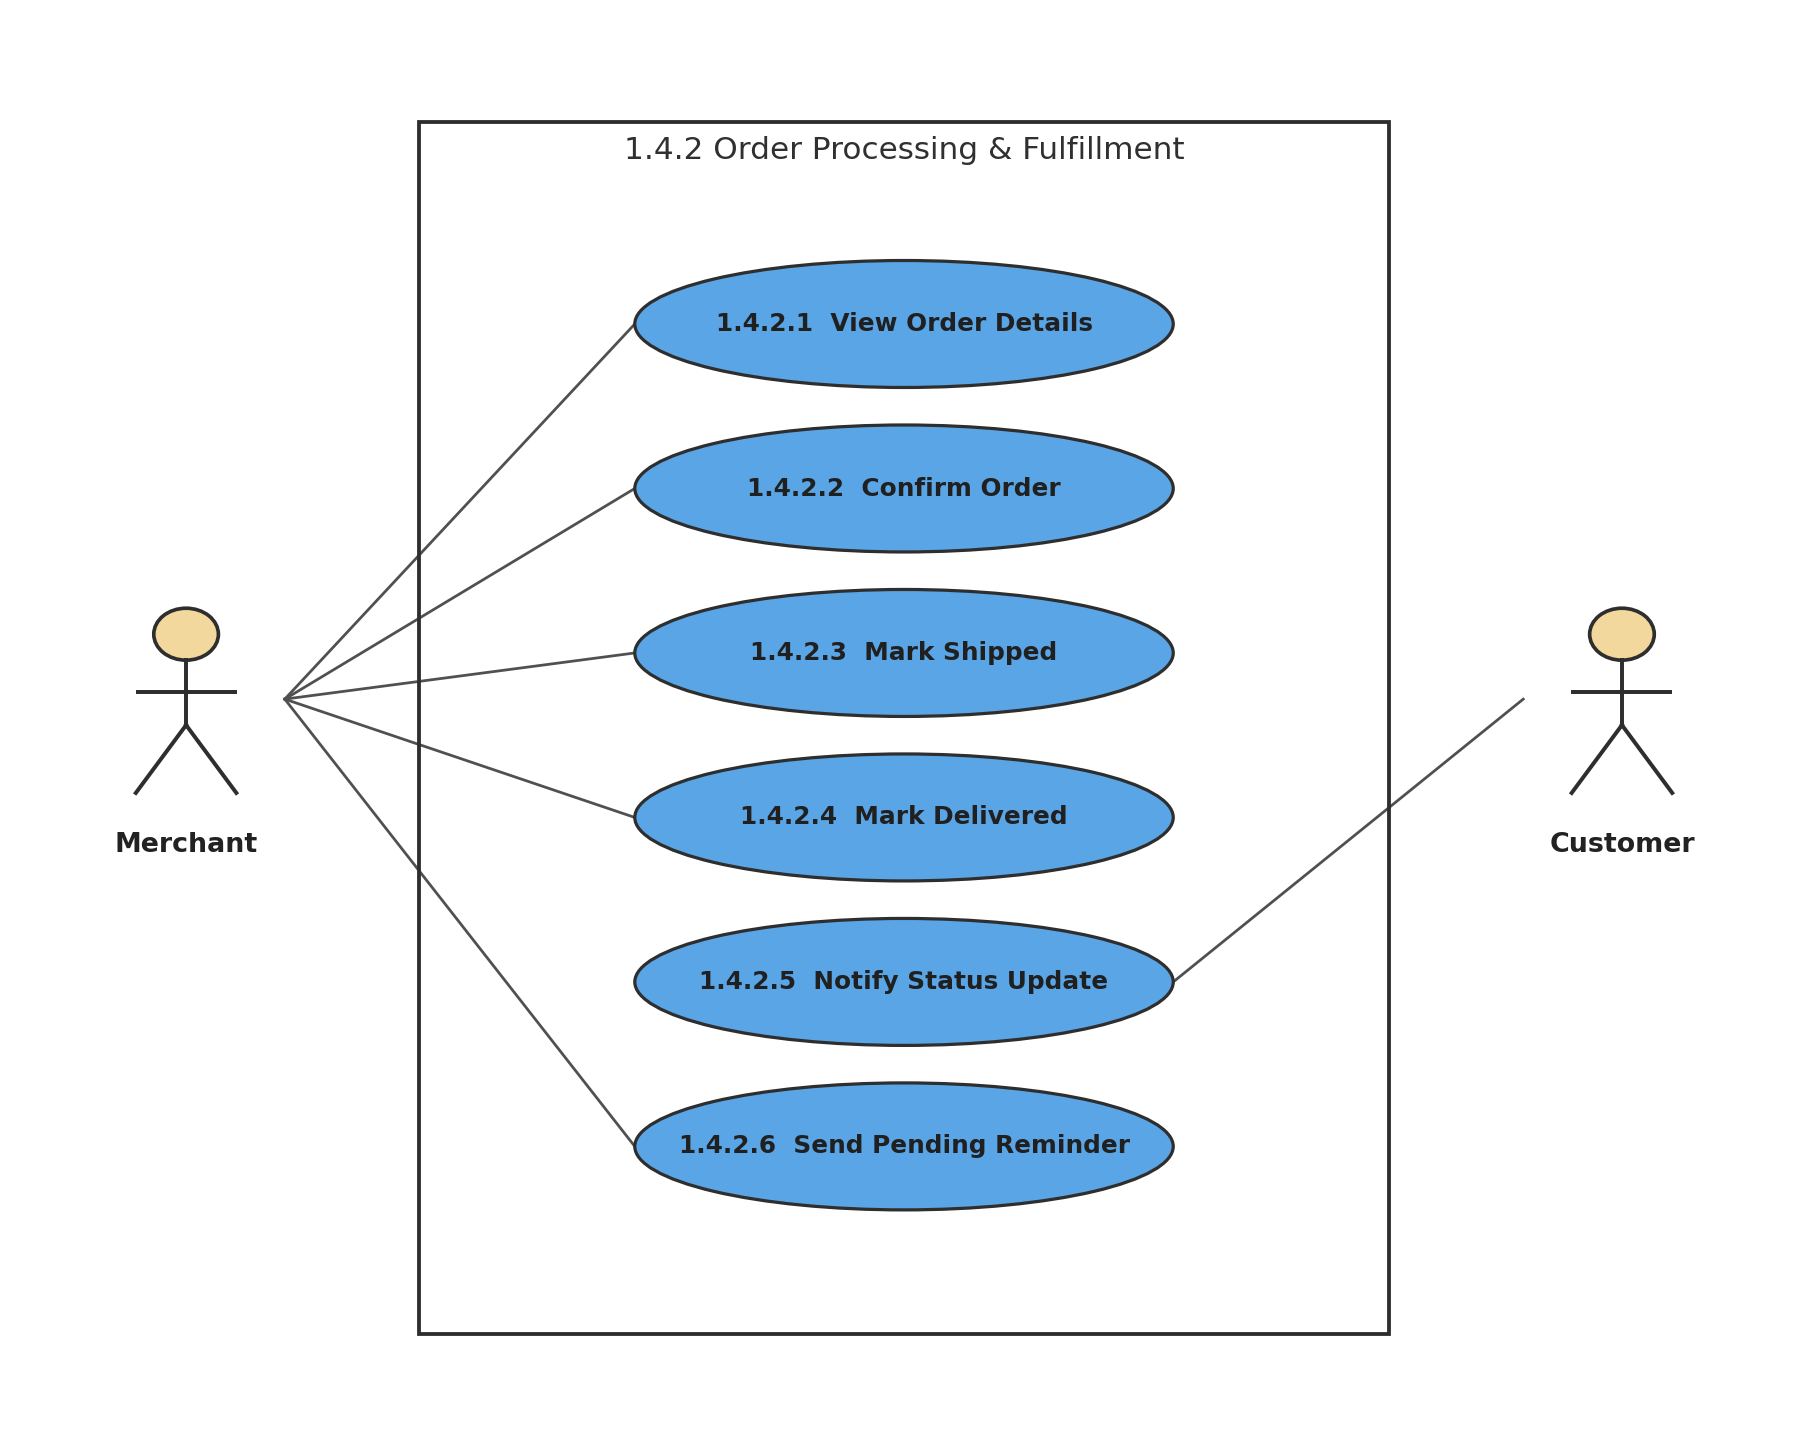 1.4.2 Order Processing & Fulfillment
1.4.2.1  View Order Details
1.4.2.2  Confirm Order
1.4.2.3  Mark Shipped
1.4.2.4  Mark Delivered
1.4.2.5  Notify Status Update
1.4.2.6  Send Pending Reminder
Merchant
Customer